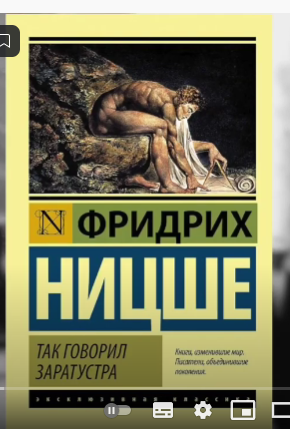 N ФРИДРИХ
НИЦШЕ
ТАК ГОВОРИЛ
ЗАРАТУСТРА
Книги, изменившие мир.
Писатели, объединившие
поколения.
эксклюзивная классика